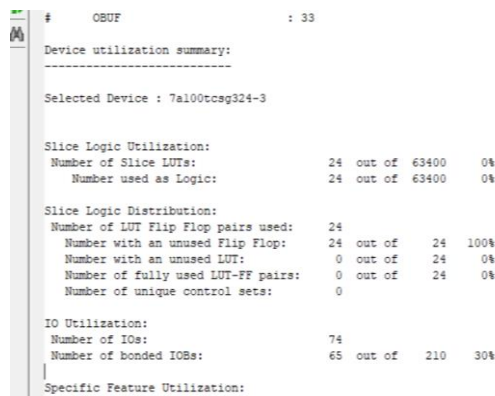 #      OBUF                        : 33
Device utilization summary:
---------------------------
Selected Device : 7a100tcsg324-3
Slice Logic Utilization:
 Number of Slice LUTs:                   24  out of  63400     0%
    Number used as Logic:                24  out of  63400     0%
Slice Logic Distribution:
 Number of LUT Flip Flop pairs used:     24
   Number with an unused Flip Flop:      24  out of     24   100%
   Number with an unused LUT:             0  out of     24     0%
   Number of fully used LUT-FF pairs:     0  out of     24     0%
   Number of unique control sets:         0
IO Utilization:
 Number of IOs:                          74
 Number of bonded IOBs:                  65  out of    210    30%
Specific Feature Utilization: